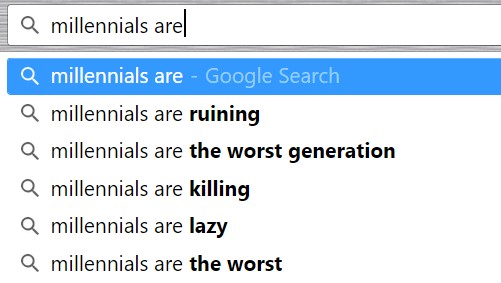 millennials are
millennials are - Google Search
millennials are ruining
millennials are the worst generation
millennials are killing
millennials are lazy
millennials are the worst